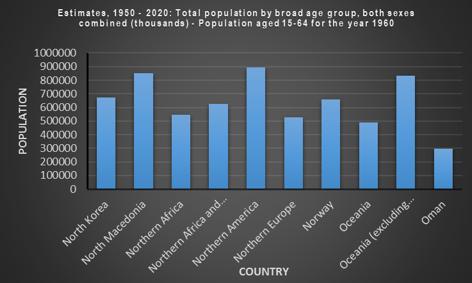 Estimates, 1950 - 2020: Total population by broad age group, both sexes
combined (thousands) - Population aged 15-64 for the year 1960
1000000
900000
800000
700000
600000
500000
400000
300000
200000
100000
0
POPULATION
North Korea
North Macedonia
Northern Africa
Northern Africa and...
Northern America
Northern Europe
Norway
Oceania
Oceania (excluding...
Oman
COUNTRY